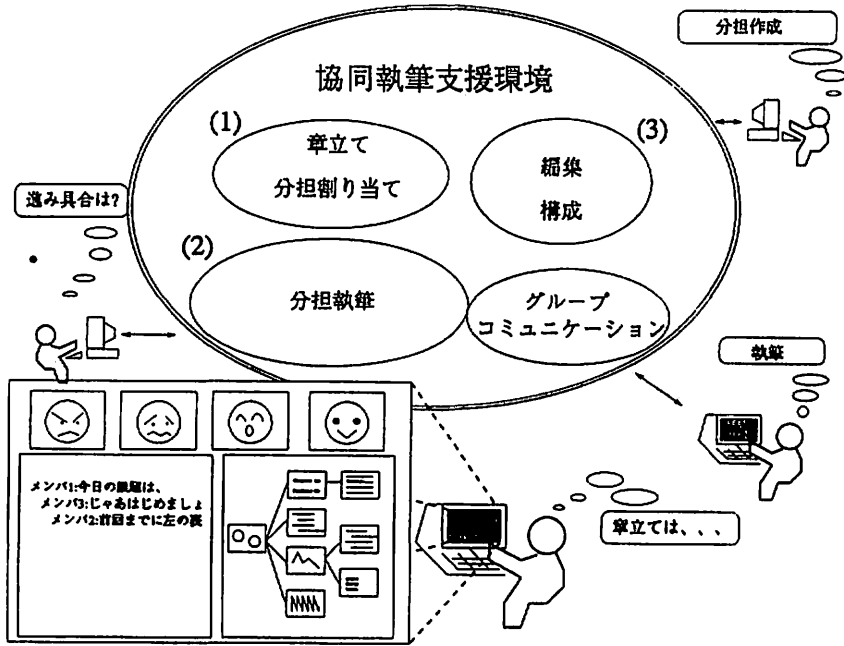 分担作成
協同執筆支援環境
(1)
章立て
分担割り当て
(3)
編集
構成
進み具合は?
(2)
分担執筆
グループ
コミュニケーション
執筆
メンバ1:今日の議題は、
メンバ3:じゃあはじめましょ
メンバ2:前回までに左の表
章立ては、、、